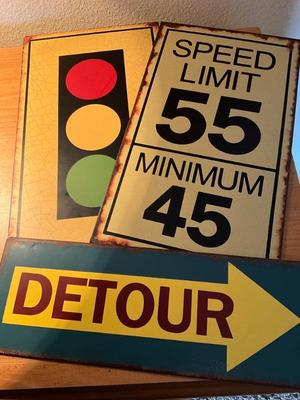 SPEED
LIMIT
55
MINIMUM
45
DETOUR